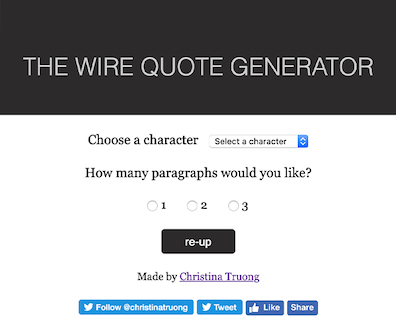 THE WIRE QUOTE GENERATOR
Choose a character Select a character
How many paragraphs would you like?
1 2 3
re-up
Made by Christina Truong
Follow @christinatruong Tweet Like Share